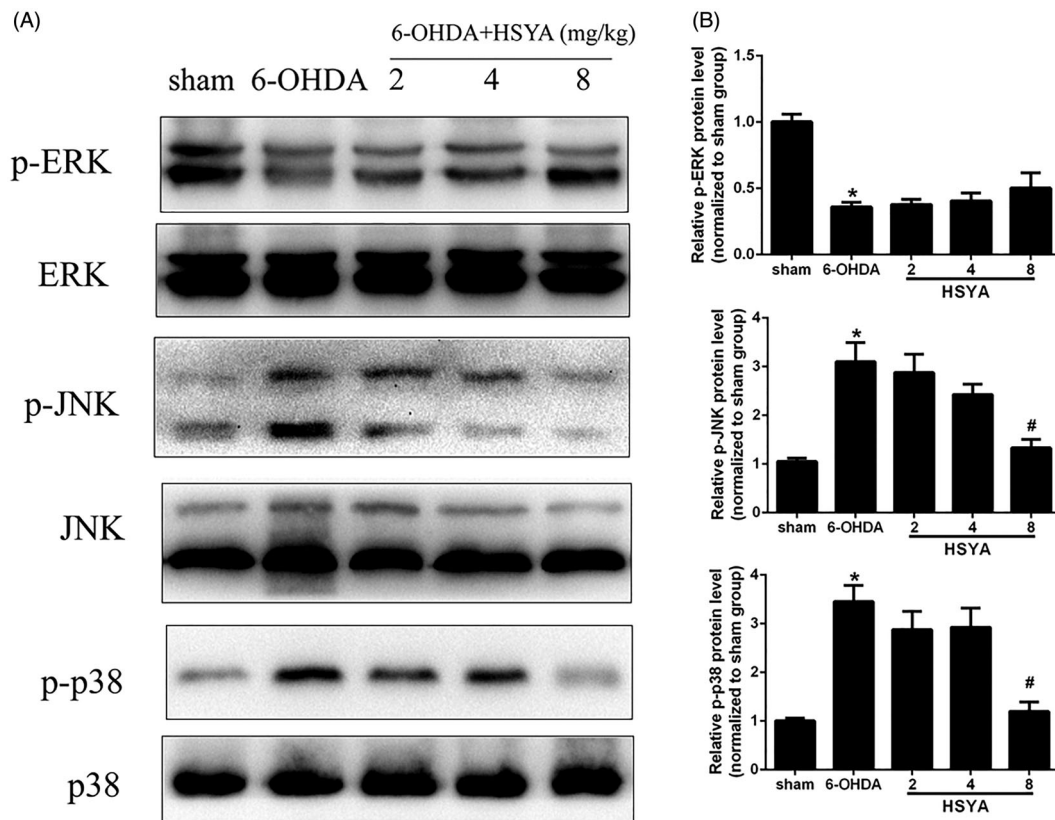 (A)
6-OHDA+HSYA (mg/kg)
sham 6-OHDA 2 4 8
p-ERK
ERK
p-JNK
JNK
p-p38
p38
(B)
Relative p-ERK protein level
(normalized to sham group)
1.5
1.0
0.5
0.0
*
sham 6-OHDA 2 4 8
HSYA
Relative p-JNK protein level
(normalized to sham group)
4
3
2
1
0
*
#
sham 6-OHDA 2 4 8
HSYA
Relative p-p38 protein level
(normalized to sham group)
4
3
2
1
0
*
#
sham 6-OHDA 2 4 8
HSYA